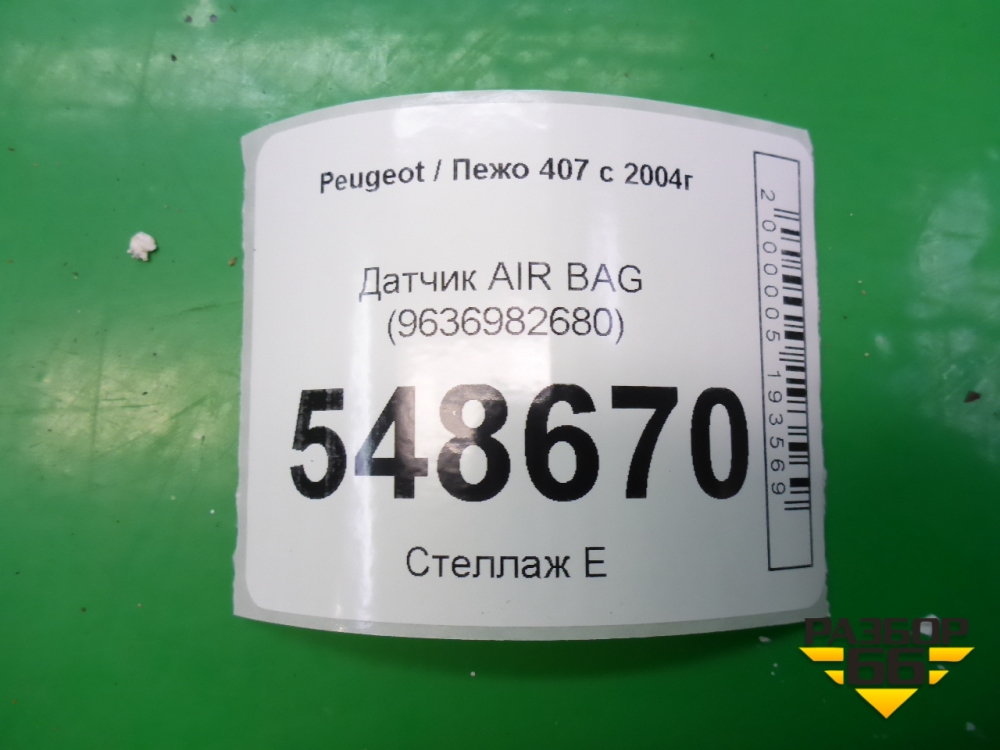 Peugeot / Пежо 407 с 2004г
Датчик AIR BAG
(9636982680)
548670
Стеллаж Е
2000005193569
РАЗБОР
66